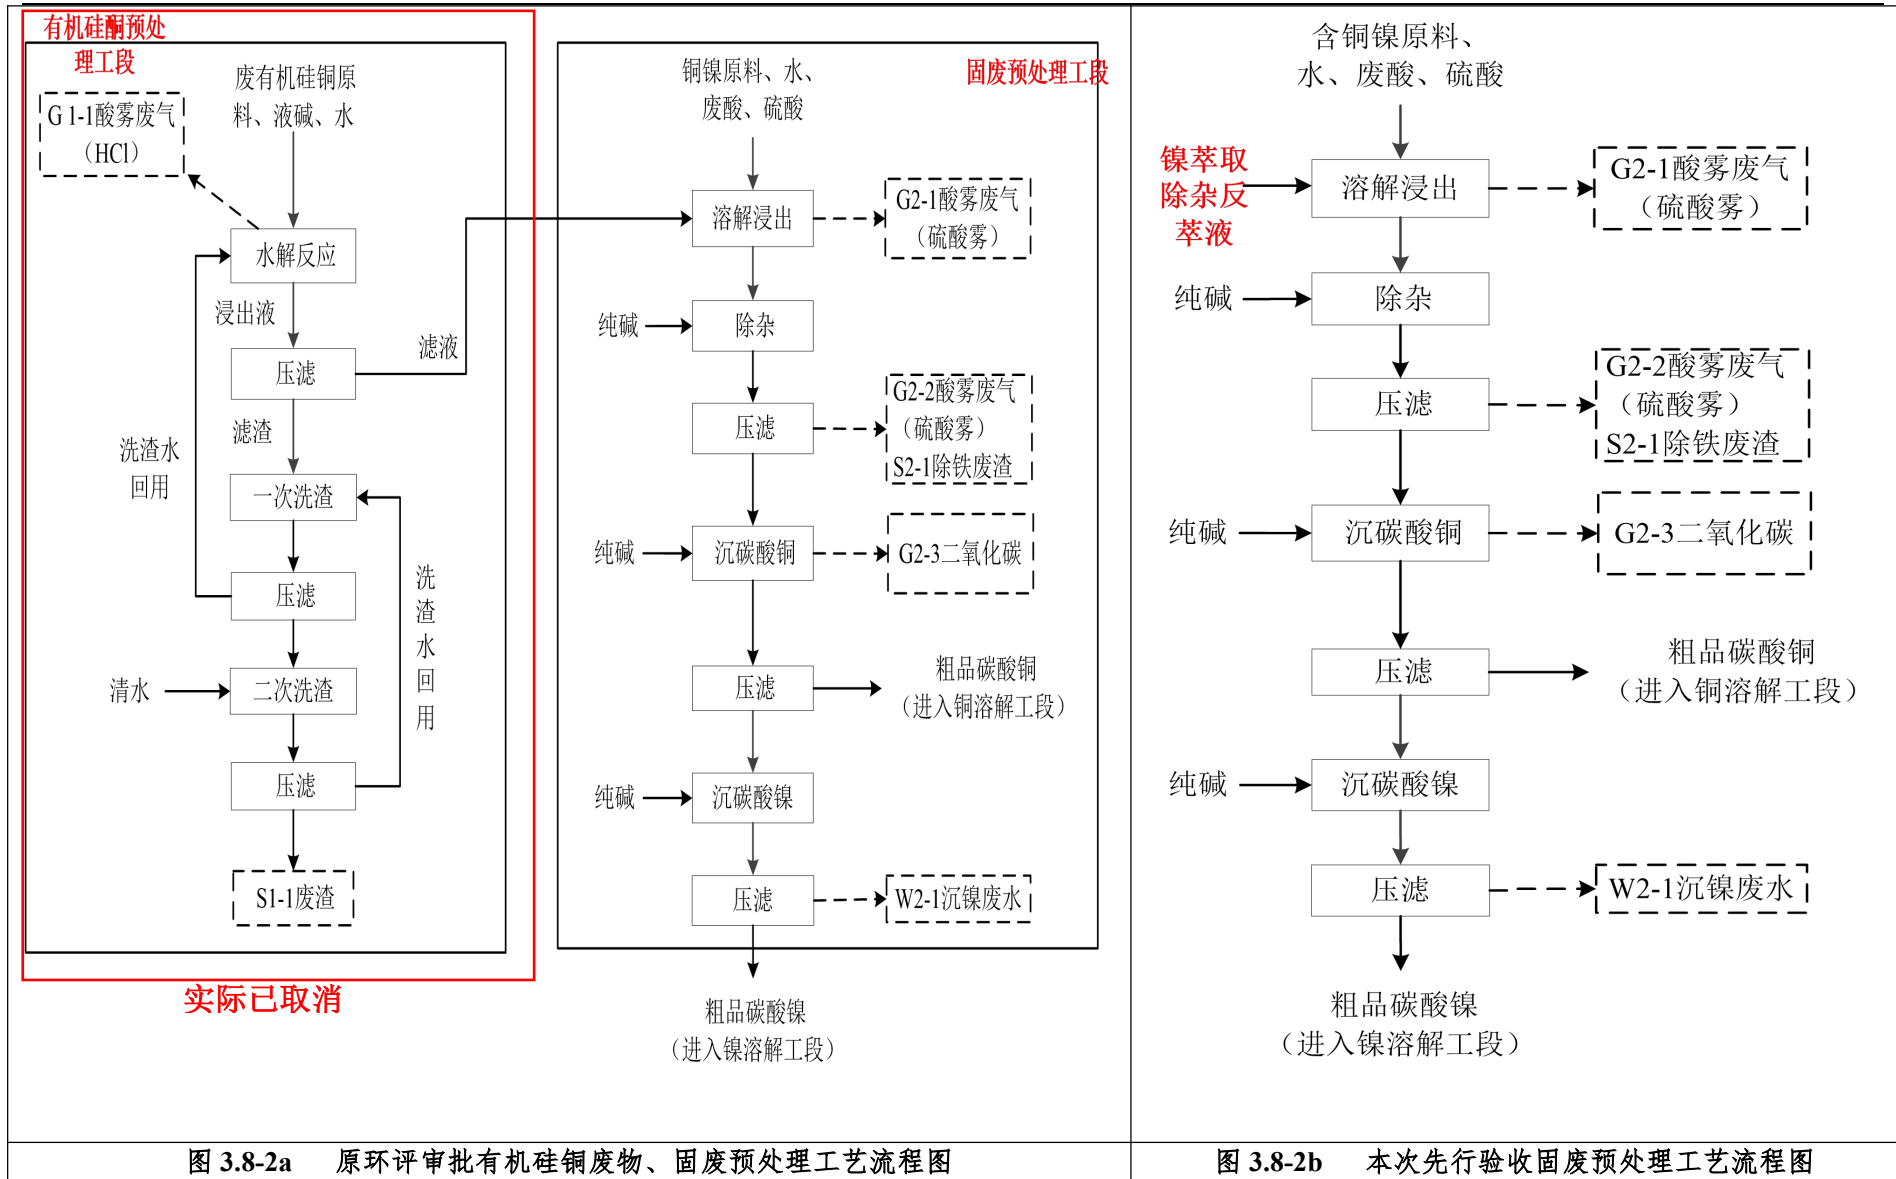 有机硅酮预处
理工段
废有机硅铜原
料、液碱、水
G 1-1酸雾废气
（HCl）
水解反应
浸出液
压滤
滤液
滤渣
洗渣水
回用
一次洗渣
压滤
洗
渣
水
回
用
清水
二次洗渣
压滤
S1-1废渣
实际已取消
固废预处理工段
铜镍原料、水、
废酸、硫酸
溶解浸出
G2-1酸雾废气
（硫酸雾）
纯碱
除杂
压滤
G2-2酸雾废气
（硫酸雾）
S2-1除铁废渣
纯碱
沉碳酸铜
G2-3二氧化碳
压滤
粗品碳酸铜
（进入铜溶解工段）
纯碱
沉碳酸镍
压滤
W2-1沉镍废水
粗品碳酸镍
（进入镍溶解工段）
含铜镍原料、
水、废酸、硫酸
镍萃取
除杂反
萃液
溶解浸出
G2-1酸雾废气
（硫酸雾）
纯碱
除杂
压滤
G2-2酸雾废气
（硫酸雾）
S2-1除铁废渣
纯碱
沉碳酸铜
G2-3二氧化碳
压滤
粗品碳酸铜
（进入铜溶解工段）
纯碱
沉碳酸镍
压滤
W2-1沉镍废水
粗品碳酸镍
（进入镍溶解工段）
图 3.8-2a 原环评审批有机硅铜废物、固废预处理工艺流程图
图 3.8-2b 本次先行验收固废预处理工艺流程图